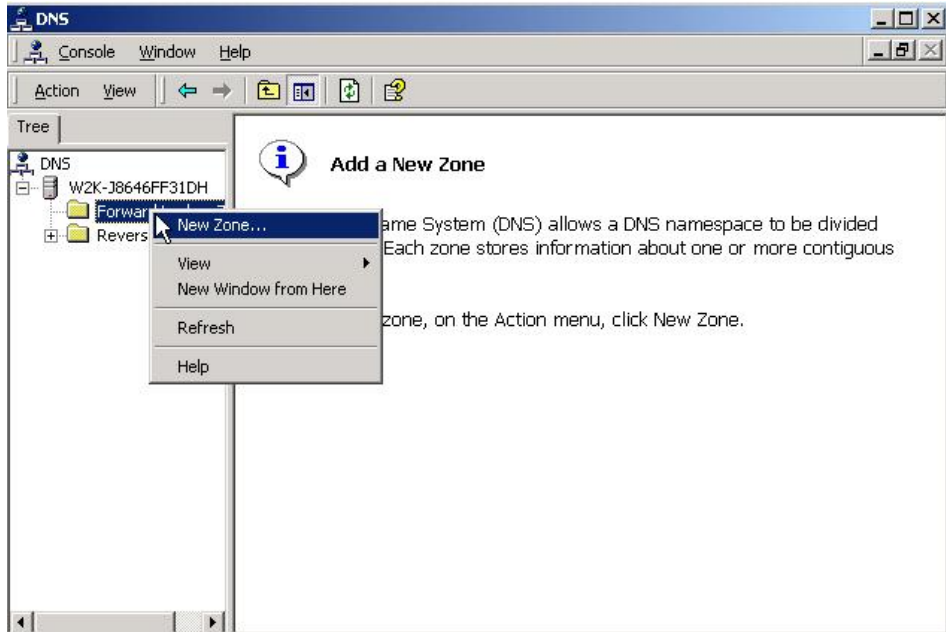 DNS
Console Window Help
Action View
Tree
DNS
W2K-J8646FF31DH
Forwar
Revers
New Zone...
View
New Window from Here
Refresh
Help
Add a New Zone
ame System (DNS) allows a DNS namespace to be divided
Each zone stores information about one or more contiguous
zone, on the Action menu, click New Zone.